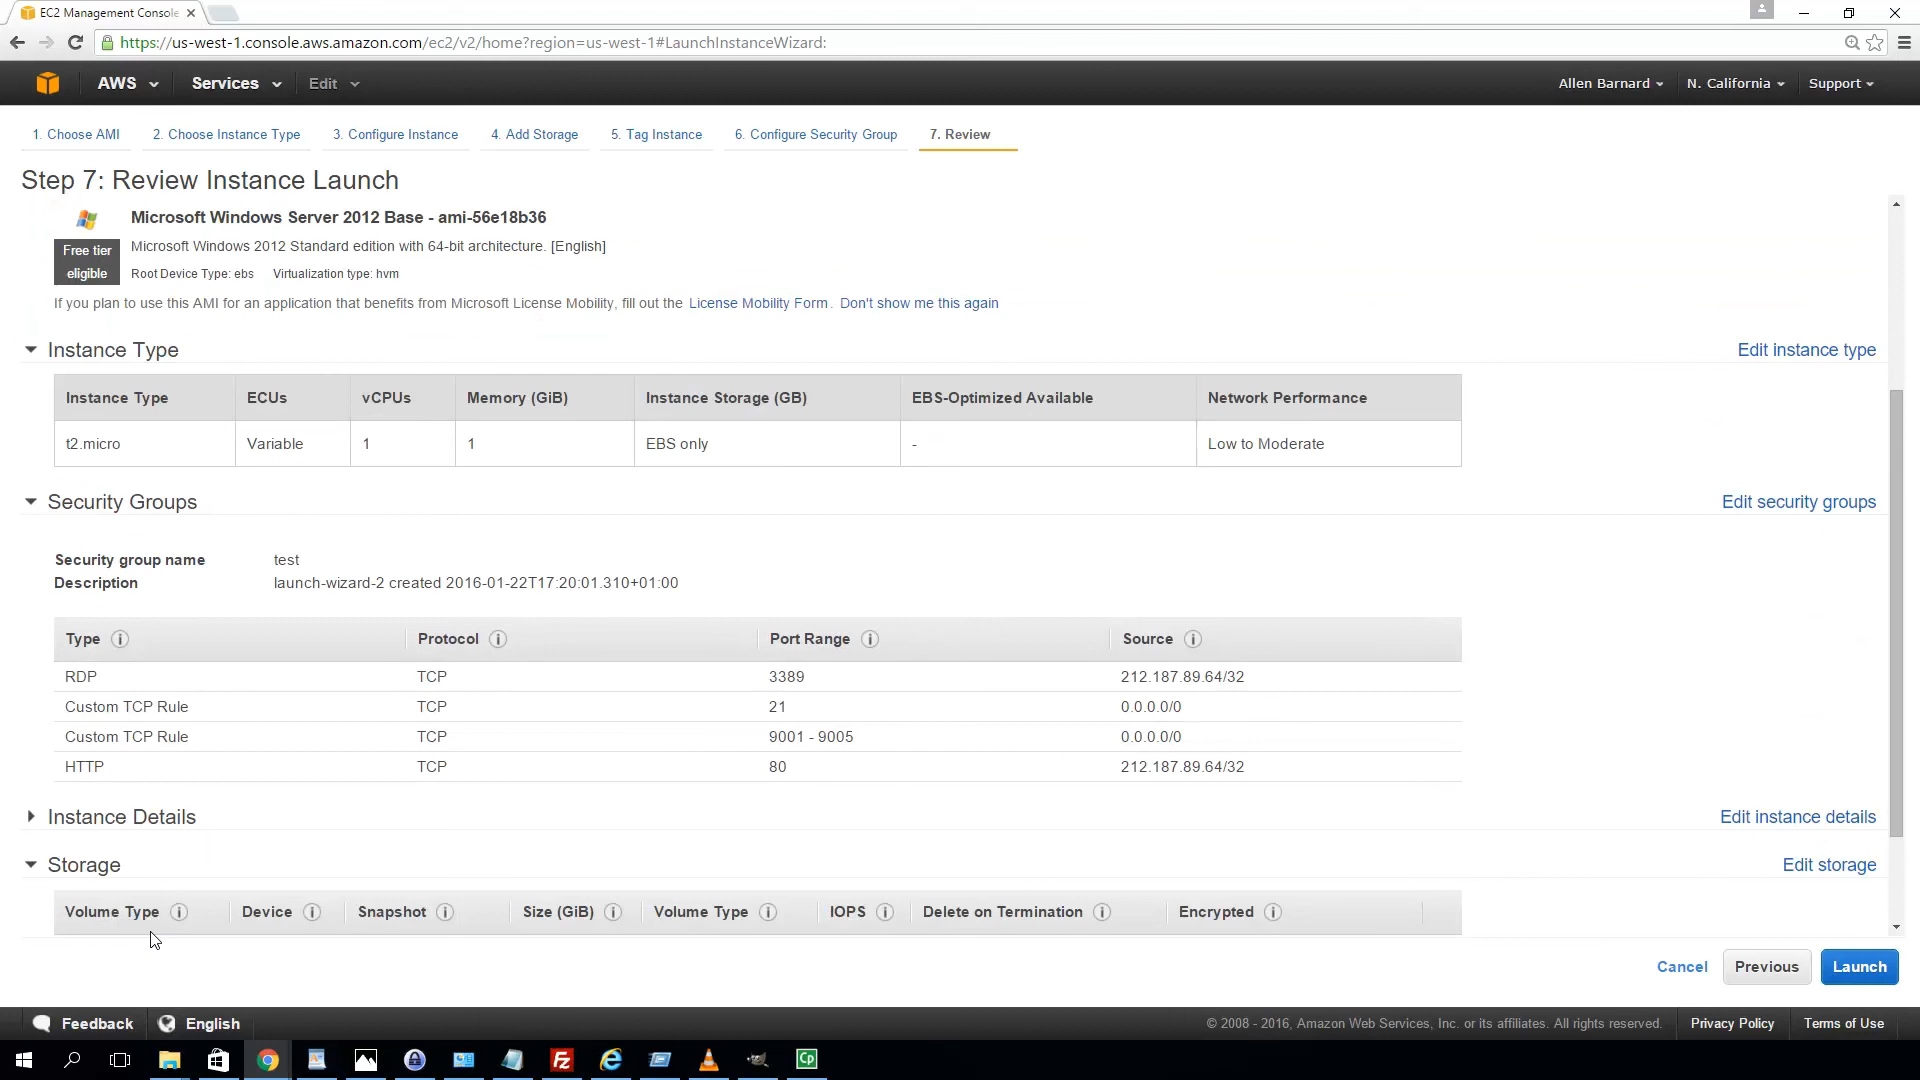 EC2 Management Console
https://us-west-1.console.aws.amazon.com/ec2/v2/home?region=us-west-1#LaunchInstanceWizard:
AWS Services Edit Allen Barnard N. California Support
1. Choose AMI 2. Choose Instance Type 3. Configure Instance 4. Add Storage 5. Tag Instance 6. Configure Security Group 7. Review
Step 7: Review Instance Launch
Microsoft Windows Server 2012 Base - ami-56e18b36
Free tier eligible
Microsoft Windows 2012 Standard edition with 64-bit architecture. [English]
Root Device Type: ebs Virtualization type: hvm
If you plan to use this AMI for an application that benefits from Microsoft License Mobility, fill out the License Mobility Form. Don't show me this again
Instance Type Edit instance type
Instance Type ECUs vCPUs Memory (GiB) Instance Storage (GB) EBS-Optimized Available Network Performance
t2.micro Variable 1 1 EBS only - Low to Moderate
Security Groups Edit security groups
Security group name test
Description launch-wizard-2 created 2016-01-22T17:20:01.310+01:00
Type i Protocol i Port Range i Source i
RDP TCP 3389 212.187.89.64/32
Custom TCP Rule TCP 21 0.0.0.0/0
Custom TCP Rule TCP 9001 - 9005 0.0.0.0/0
HTTP TCP 80 212.187.89.64/32
Instance Details Edit instance details
Storage Edit storage
Volume Type i Device i Snapshot i Size (GiB) i Volume Type i IOPS i Delete on Termination i Encrypted i
Cancel Previous Launch
Feedback English © 2008 - 2016, Amazon Web Services, Inc. or its affiliates. All rights reserved. Privacy Policy Terms of Use
Fz Cp